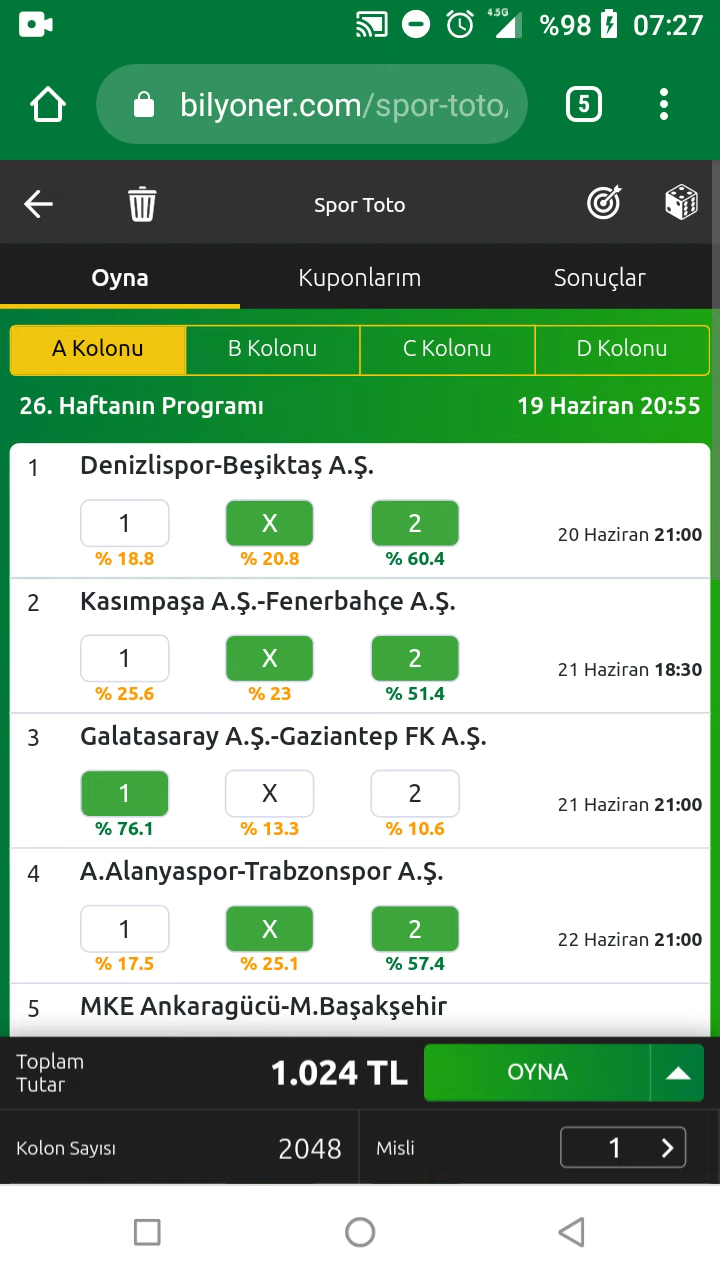 4.5G %98 07:27
bilyoner.com/spor-toto/ 5
Spor Toto
Oyna Kuponlarım Sonuçlar
A Kolonu B Kolonu C Kolonu D Kolonu
26. Haftanın Programı 19 Haziran 20:55
1 Denizlispor-Beşiktaş A.Ş.
1 X 2 20 Haziran 21:00
% 18.8 % 20.8 % 60.4
2 Kasımpaşa A.Ş.-Fenerbahçe A.Ş.
1 X 2 21 Haziran 18:30
% 25.6 % 23 % 51.4
3 Galatasaray A.Ş.-Gaziantep FK A.Ş.
1 X 2 21 Haziran 21:00
% 76.1 % 13.3 % 10.6
4 A.Alanyaspor-Trabzonspor A.Ş.
1 X 2 22 Haziran 21:00
% 17.5 % 25.1 % 57.4
5 MKE Ankaragücü-M.Başakşehir
Toplam
Tutar 1.024 TL OYNA
Kolon Sayısı 2048 Misli 1